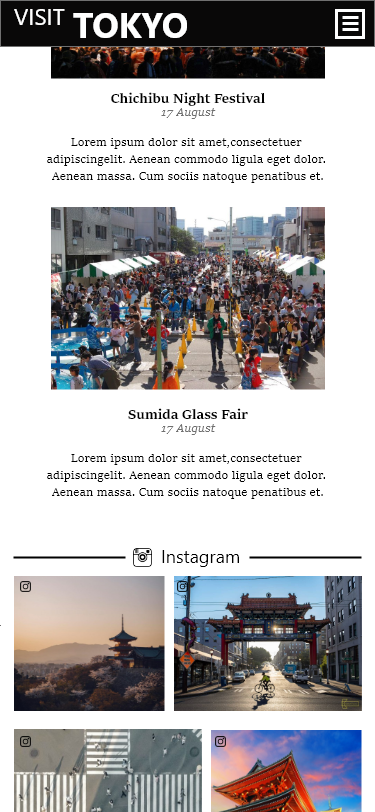 VISIT TOKYO
Chichibu Night Festival
17 August
Lorem ipsum dolor sit amet,consectetuer
adipiscingelit. Aenean commodo ligula eget dolor.
Aenean massa. Cum sociis natoque penatibus et.
Sumida Glass Fair
17 August
Lorem ipsum dolor sit amet,consectetuer
adipiscingelit. Aenean commodo ligula eget dolor.
Aenean massa. Cum sociis natoque penatibus et.
Instagram